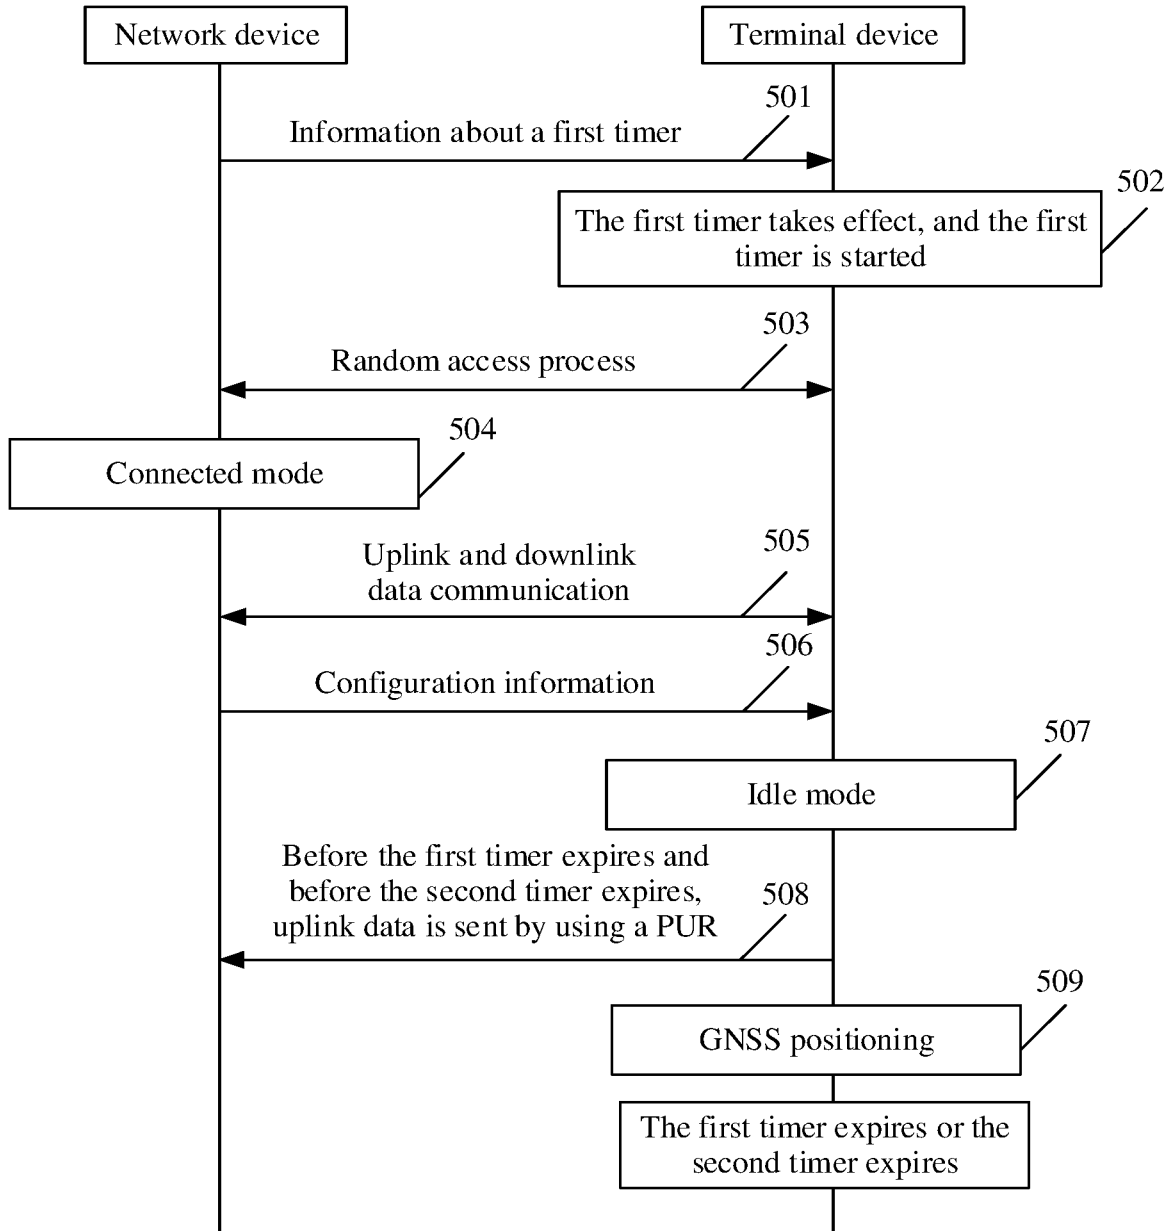 Network device
Terminal device
501
Information about a first timer
502
The first timer takes effect, and the first
timer is started
503
Random access process
504
Connected mode
505
Uplink and downlink
data communication
506
Configuration information
507
Idle mode
Before the first timer expires and
before the second timer expires,
uplink data is sent by using a PUR
508
509
GNSS positioning
The first timer expires or the
second timer expires